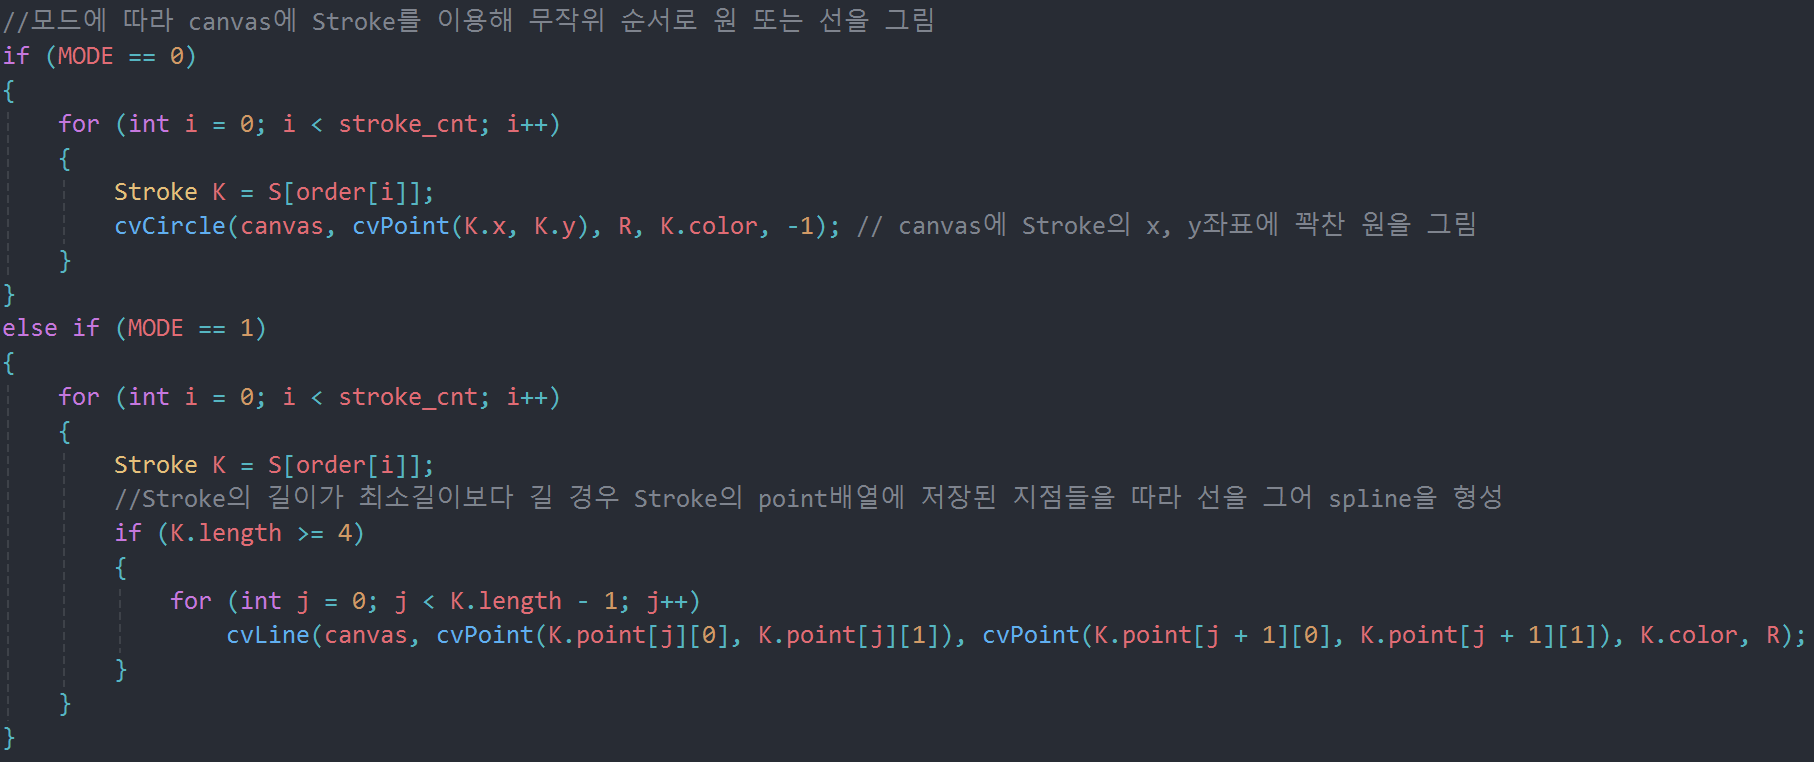 //모드에 따라 canvas에 Stroke를 이용해 무작위 순서로 원 또는 선을 그림
if (MODE == 0)
{
    for (int i = 0; i < stroke_cnt; i++)
    {
        Stroke K = S[order[i]];
        cvCircle(canvas, cvPoint(K.x, K.y), R, K.color, -1); // canvas에 Stroke의 x, y좌표에 꽉찬 원을 그림
    }
}
else if (MODE == 1)
{
    for (int i = 0; i < stroke_cnt; i++)
    {
        Stroke K = S[order[i]];
        //Stroke의 길이가 최소길이보다 길 경우 Stroke의 point배열에 저장된 지점들을 따라 선을 그어 spline을 형성
        if (K.length >= 4)
        {
            for (int j = 0; j < K.length - 1; j++)
                cvLine(canvas, cvPoint(K.point[j][0], K.point[j][1]), cvPoint(K.point[j + 1][0], K.point[j + 1][1]), K.color, R);
        }
    }
}